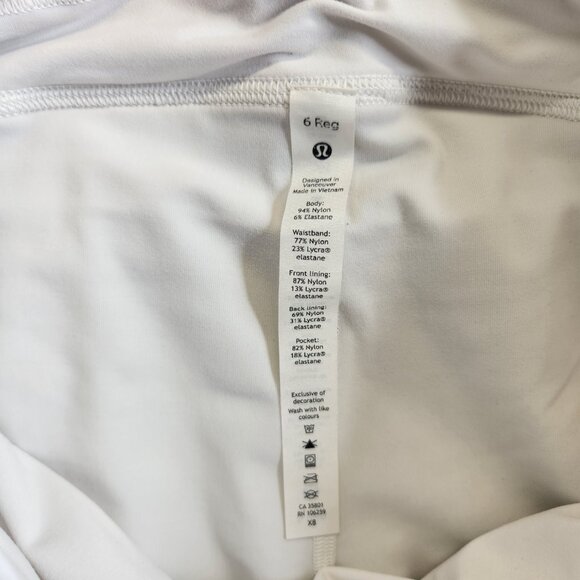 6 Reg
Designed in
Vancouver
Made in Vietnam
Body:
94% Nylon
6% Elastane
Waistband:
77% Nylon
23% Lycra®
elastane
Front lining:
87% Nylon
13% Lycra®
elastane
Back lining:
69% Nylon
31% Lycra®
elastane
Pocket:
82% Nylon
18% Lycra®
elastane
Exclusive of
decoration
Wash with like
colours
CA 35801
RN 106259
X8